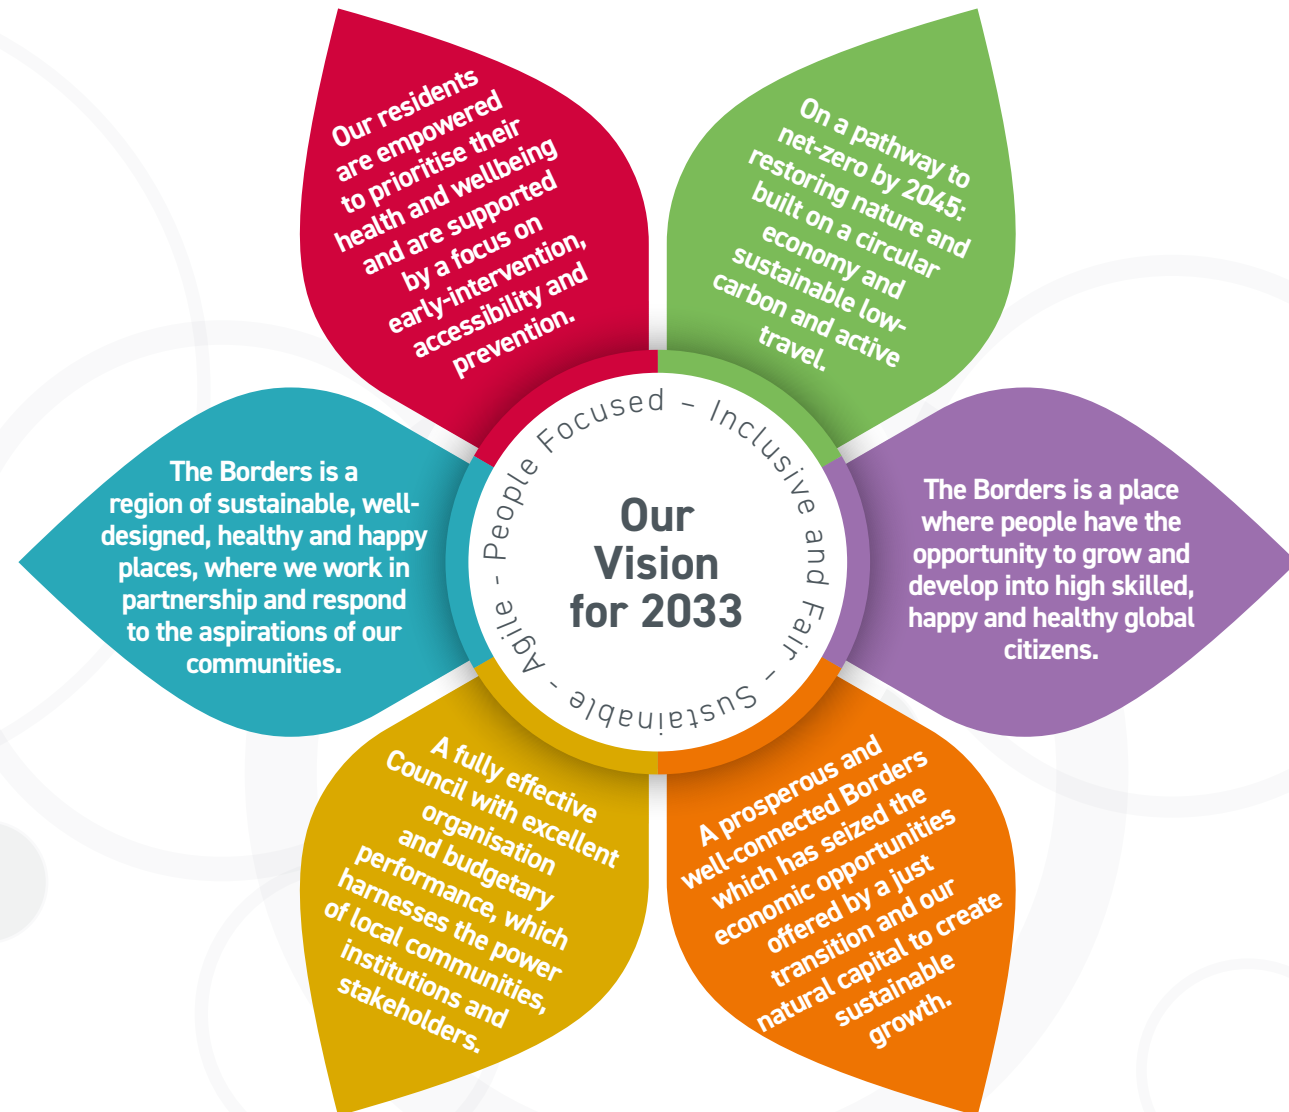 Our residents
are empowered
to prioritise their
health and wellbeing
and are supported
by a focus on
early-intervention,
accessibility and
prevention.
On a pathway to
net-zero by 2045:
restoring nature and
built on a circular
economy and
sustainable low-
carbon and active
travel.
The Borders is a
region of sustainable, well-
designed, healthy and happy
places, where we work in
partnership and respond
to the aspirations of our
communities.
Our
Vision
for 2033
People Focused – Inclusive and Fair – Sustainable - Agile -
The Borders is a place
where people have the
opportunity to grow and
develop into high skilled,
happy and healthy global
citizens.
A fully effective
Council with excellent
organisation
and budgetary
performance, which
harnesses the power
of local communities,
institutions and
stakeholders.
A prosperous and
well-connected Borders
which has seized the
economic opportunities
offered by a just
transition and our
natural capital to create
sustainable
growth.